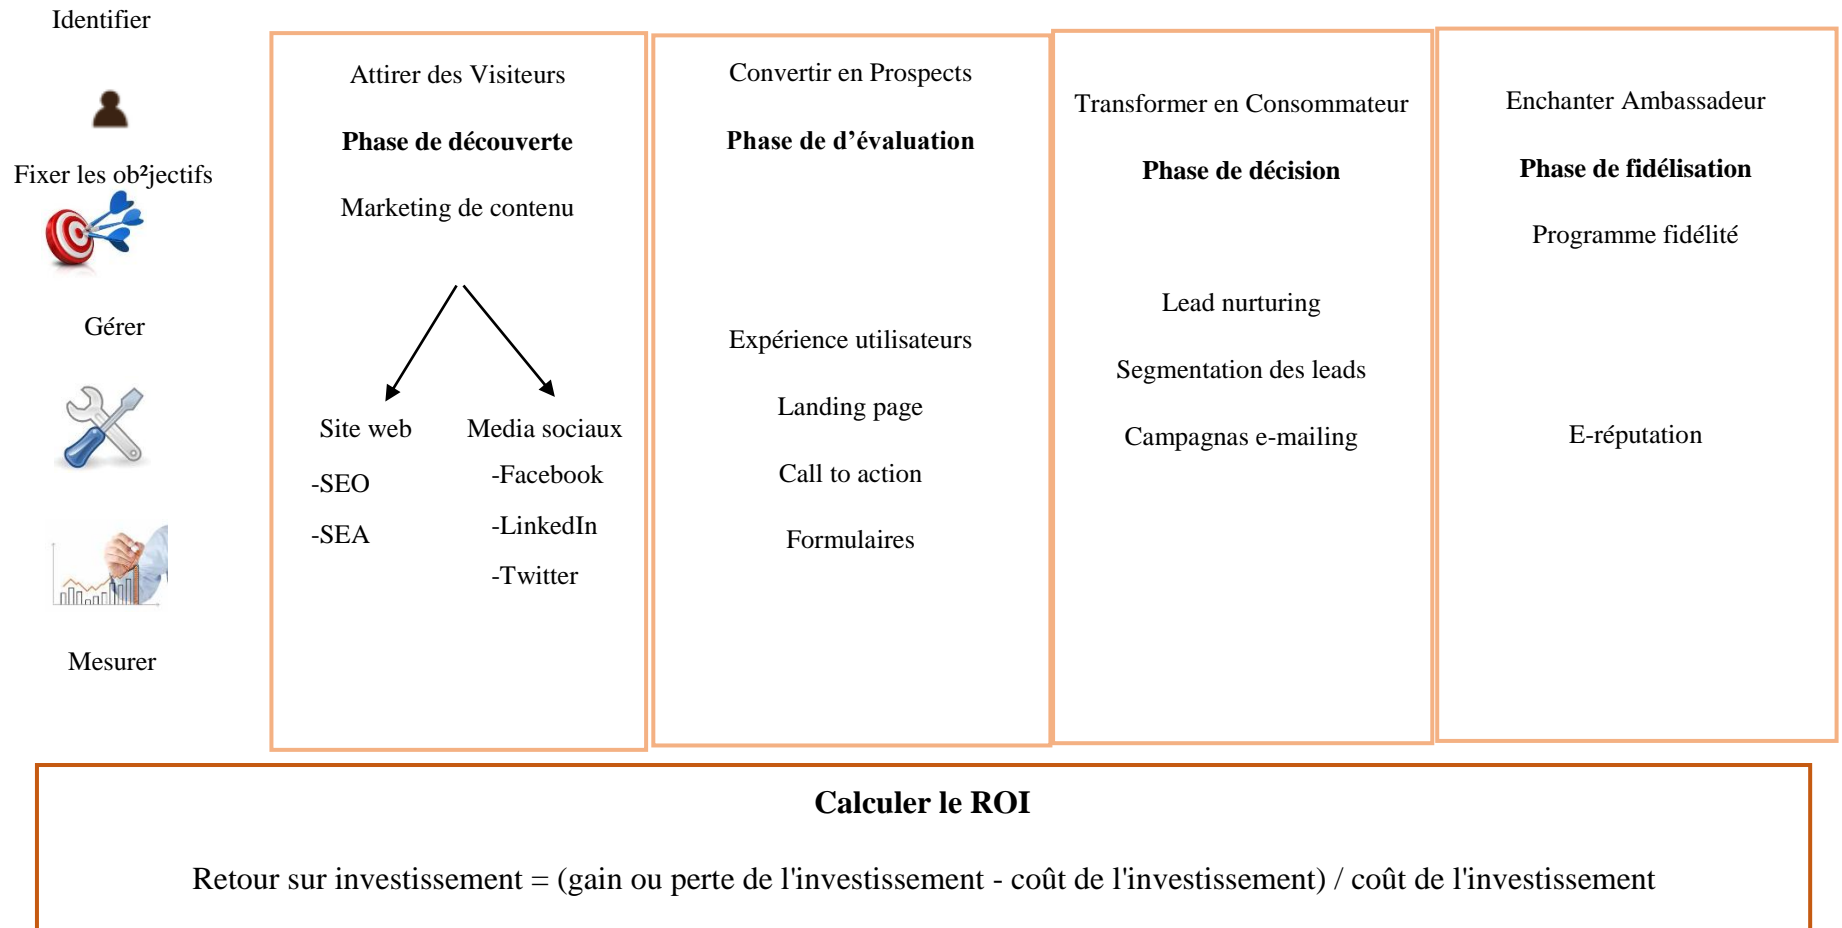 Identifier
Fixer les ob²jectifs
Gérer
Mesurer
Attirer des Visiteurs
Phase de découverte
Marketing de contenu
Site web
-SEO
-SEA
Media sociaux
-Facebook
-LinkedIn
-Twitter
Convertir en Prospects
Phase de d’évaluation
Expérience utilisateurs
Landing page
Call to action
Formulaires
Transformer en Consommateur
Phase de décision
Lead nurturing
Segmentation des leads
Campagnas e-mailing
Enchanter Ambassadeur
Phase de fidélisation
Programme fidélité
E-réputation
Calculer le ROI
Retour sur investissement = (gain ou perte de l'investissement - coût de l'investissement) / coût de l'investissement